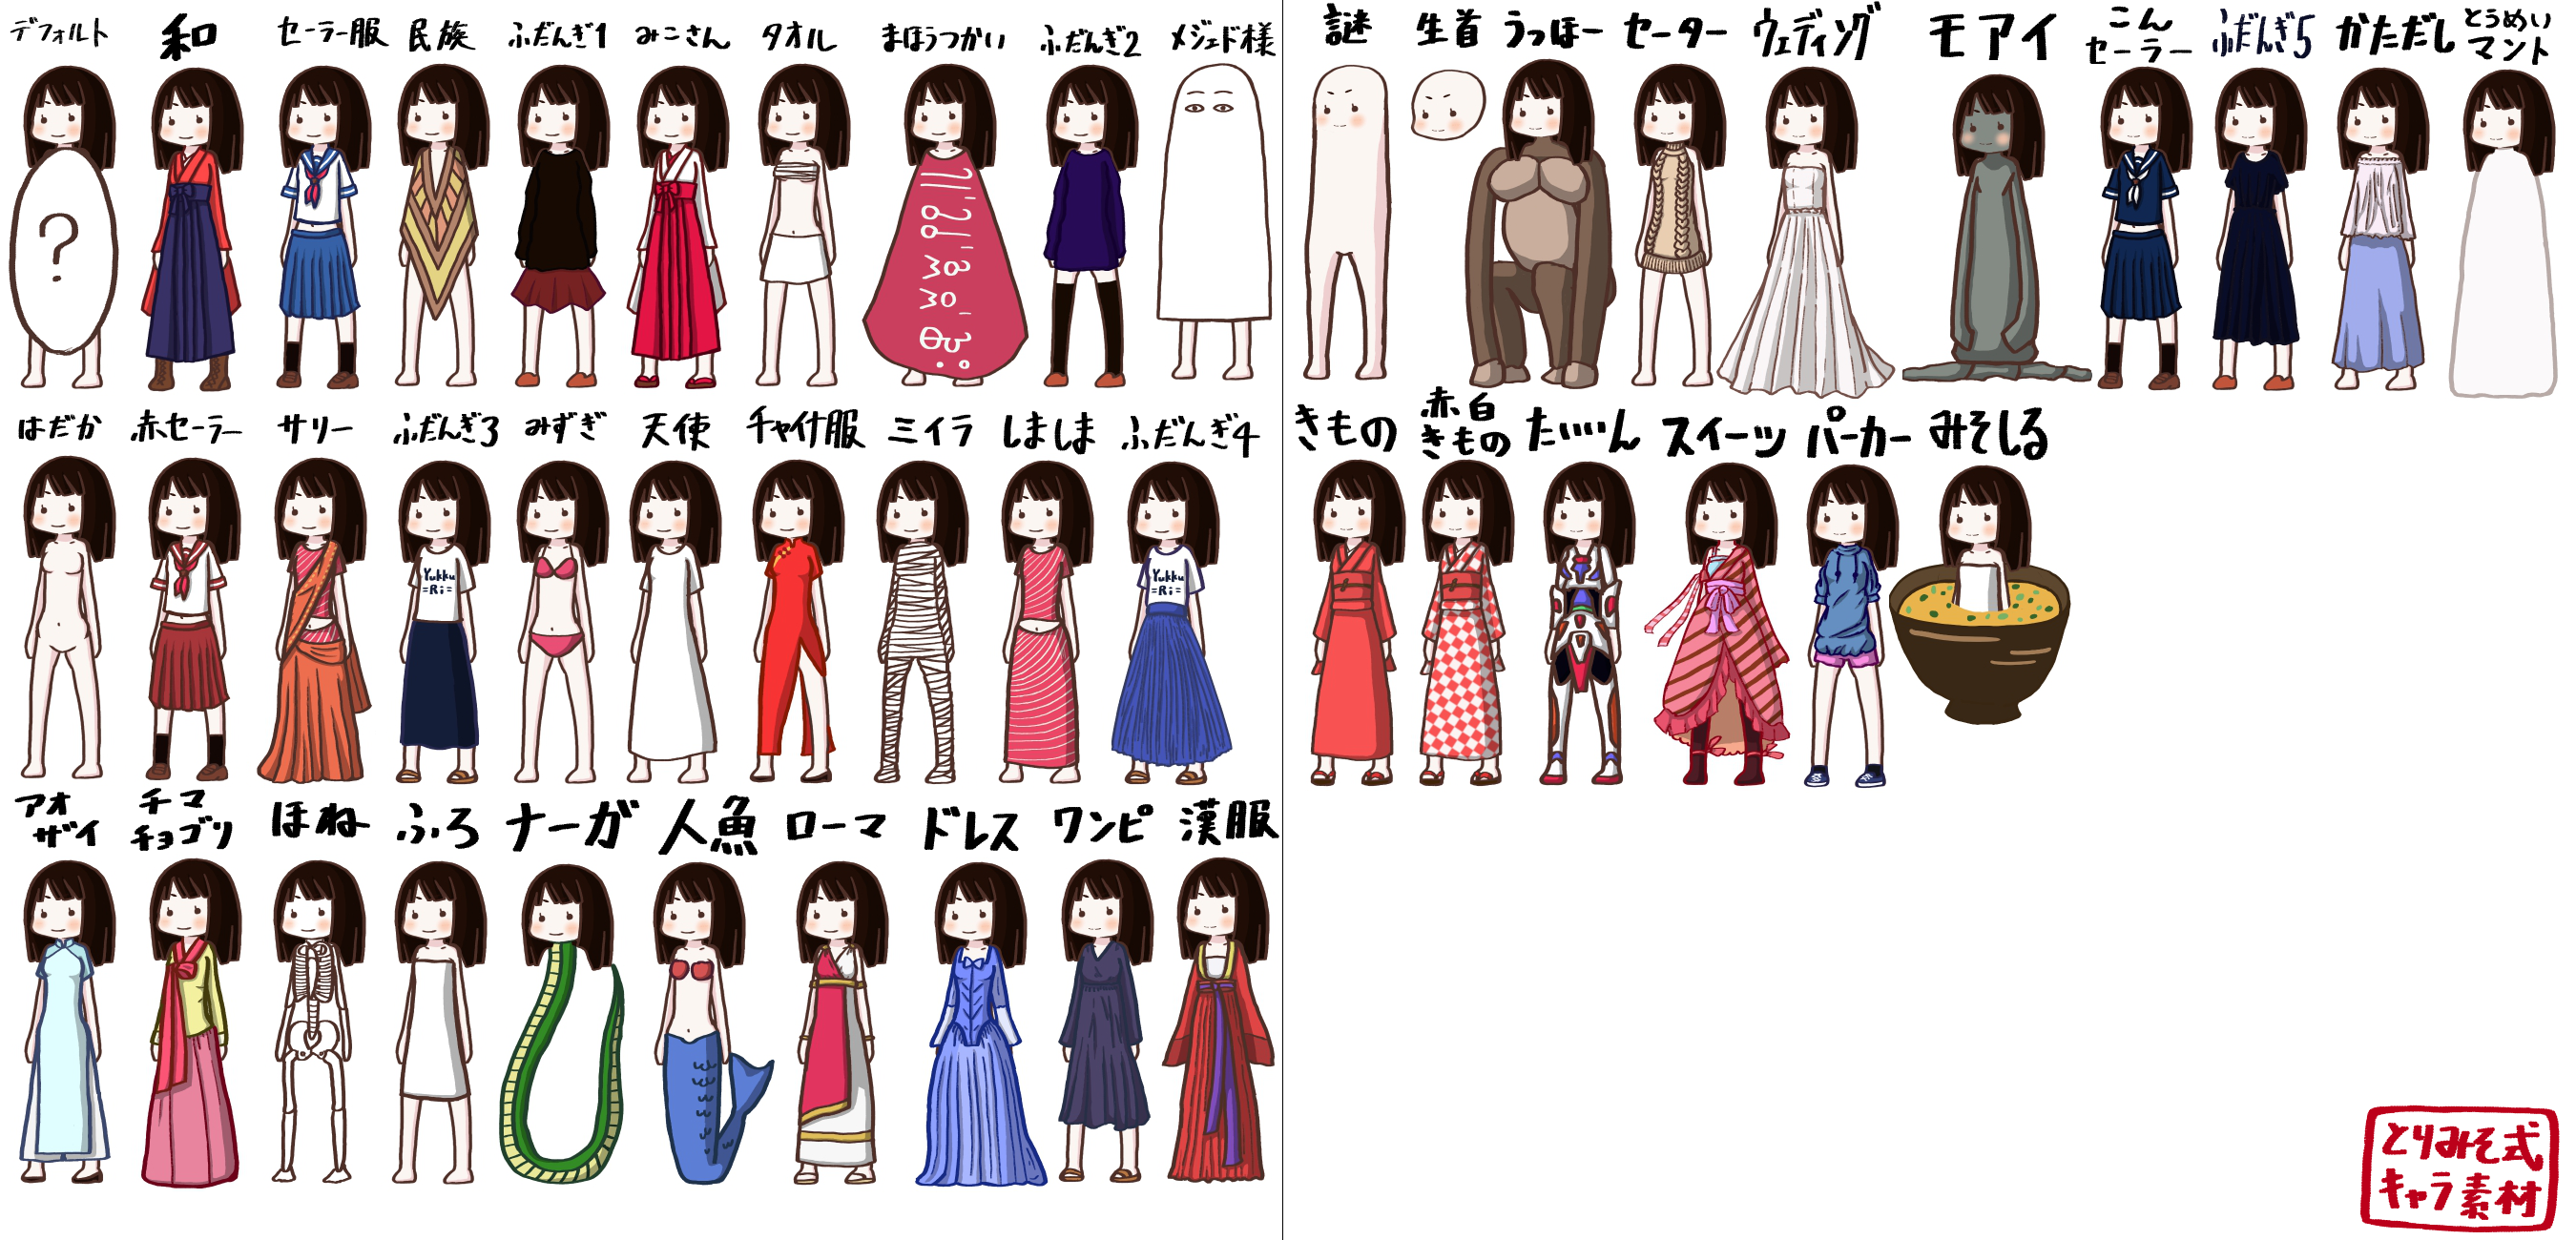 デフォルト
和
セーラー服
民族
ふだんぎ1
みこさん
タオル
まほうつかい
ふだんぎ2
メジェド様
?
はだか
赤セーラー
サリー
ふだんぎ3
みずぎ
天使
チャイナ服
ミイラ
しましま
ふだんぎ4
Yukku
=Ri=
Yukku
=Ri=
アオ
ザイ
チマ
チョゴリ
ほね
ふろ
ナーガ
人魚
ローマ
ドレス
ワンピ
漢服
謎
生首
うっほー
セーター
ウェディング
モアイ
こん
セーラー
ふだんぎ5
かただし
とうめい
マント
きもの
赤白
きもの
たいいん
スイーツ
パーカー
みそしる
とりみそ式
キャラ素材